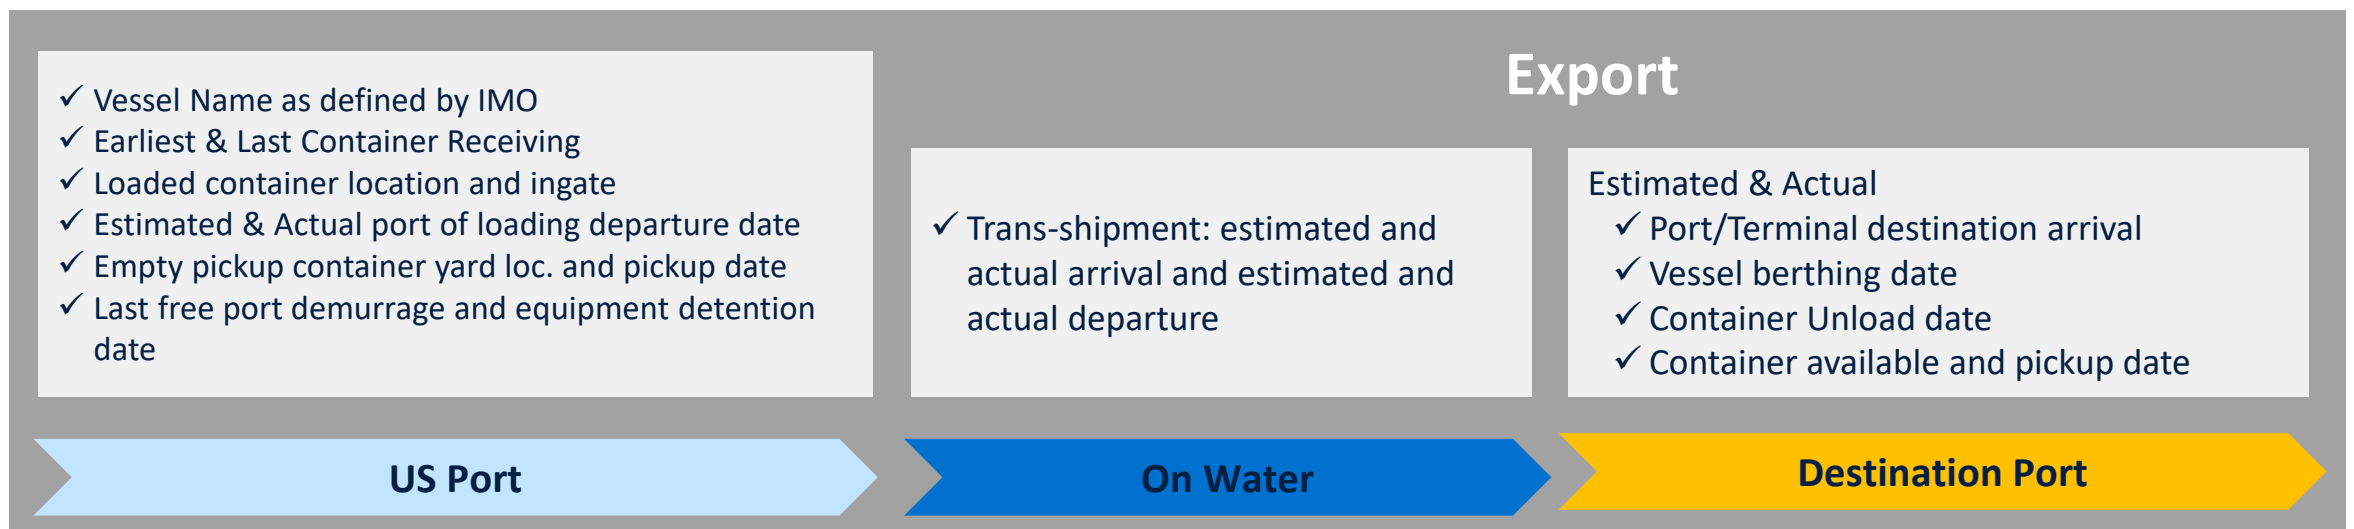 Export
✓ Vessel Name as defined by IMO
✓ Earliest & Last Container Receiving
✓ Loaded container location and ingate
✓ Estimated & Actual port of loading departure date
✓ Empty pickup container yard loc. and pickup date
✓ Last free port demurrage and equipment detention
date
✓ Trans-shipment: estimated and
actual arrival and estimated and
actual departure
Estimated & Actual
✓ Port/Terminal destination arrival
✓ Vessel berthing date
✓ Container Unload date
✓ Container available and pickup date
US Port
On Water
Destination Port